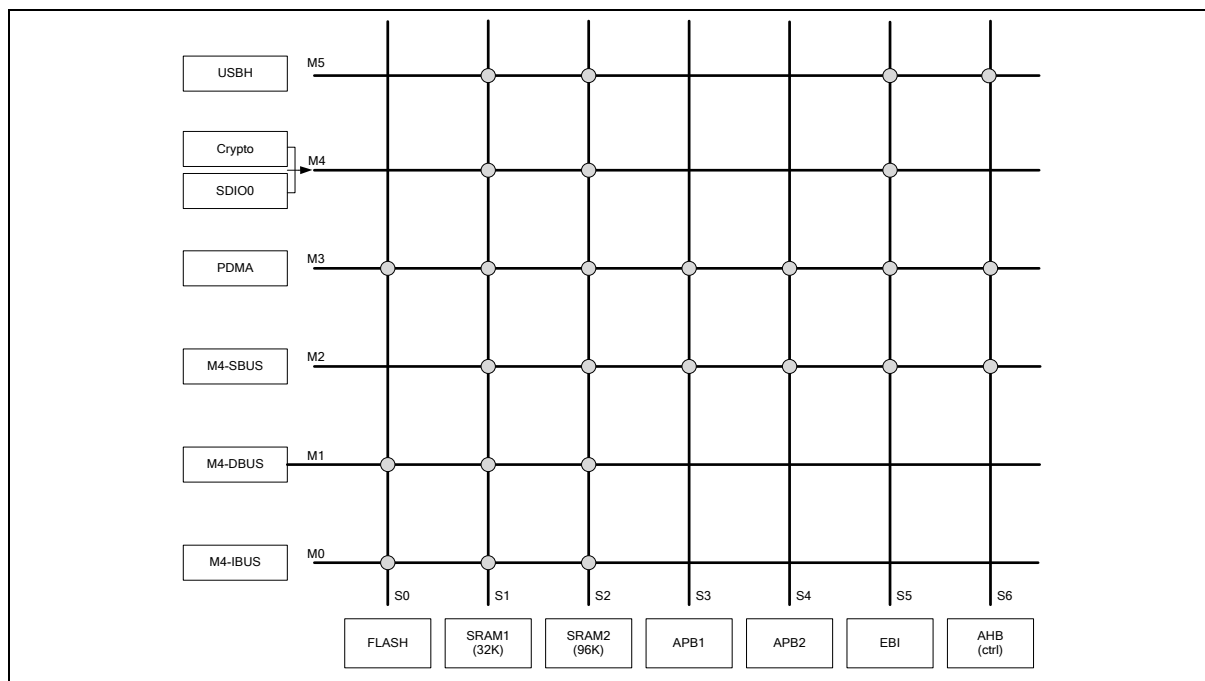 USBH
M5
Crypto
M4
SDIO0
PDMA
M3
M4-SBUS
M2
M4-DBUS
M1
M4-IBUS
M0
S0
S1
S2
S3
S4
S5
S6
FLASH
SRAM1
(32K)
SRAM2
(96K)
APB1
APB2
EBI
AHB
(ctrl)